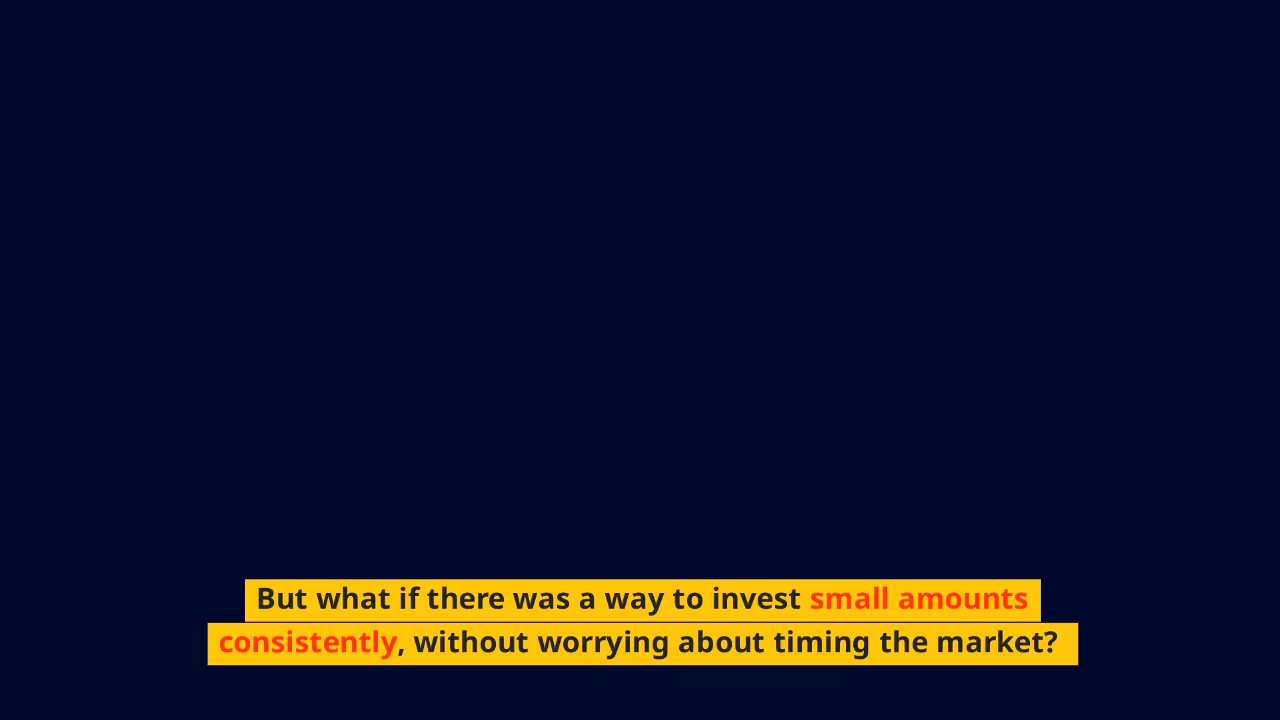 But what if there was a way to invest small amounts
consistently, without worrying about timing the market?